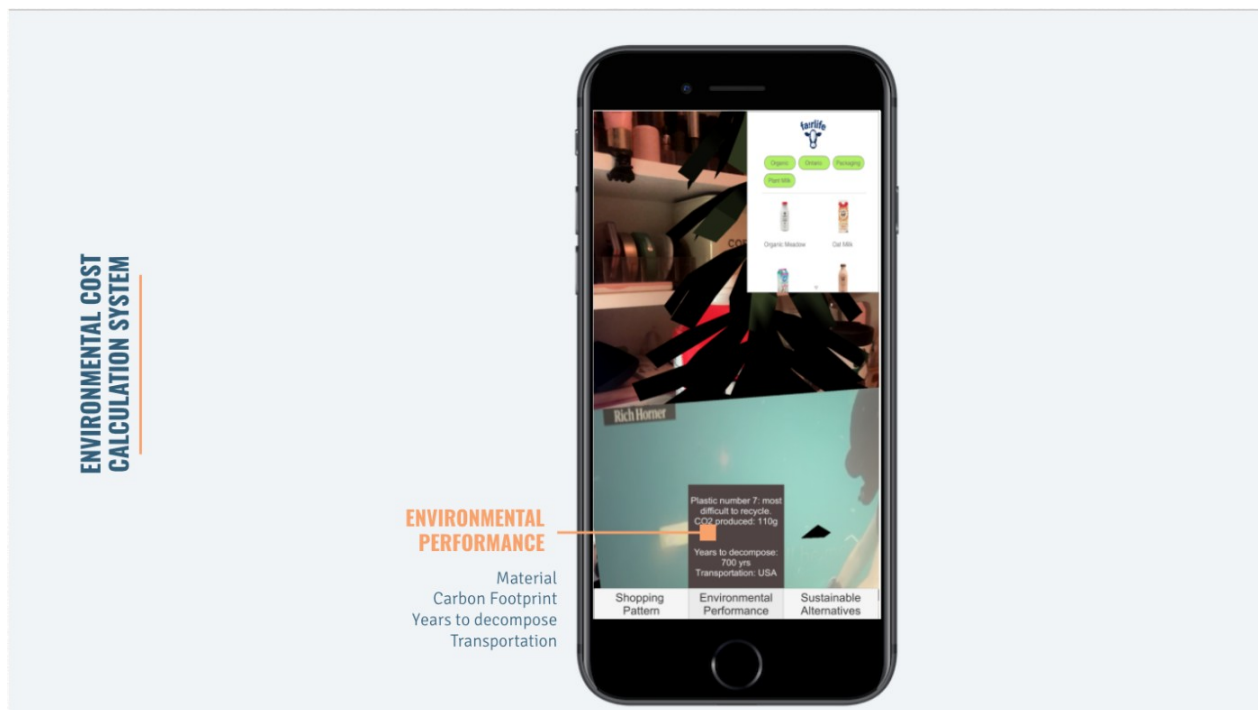 ENVIRONMENTAL COST
CALCULATION SYSTEM
fairlife
Organic Ontario Packaging
Plant Milk
Organic Meadow Oat Milk
Rich Horner
Plastic number 7: most
difficult to recycle.
CO2 produced: 110g
Years to decompose:
700 yrs
Transportation: USA
Shopping
Pattern
Environmental
Performance
Sustainable
Alternatives
ENVIRONMENTAL
PERFORMANCE
Material
Carbon Footprint
Years to decompose
Transportation